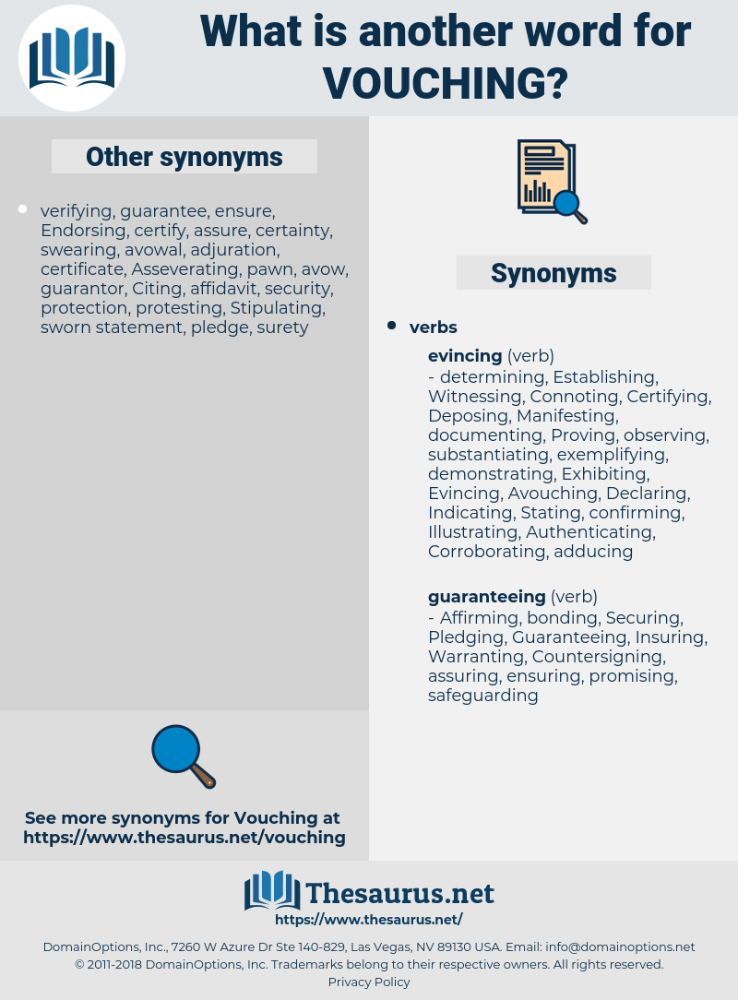 What is another word for
VOUCHING?
Other synonyms
verifying, guarantee, ensure,
Endorsing, certify, assure, certainty,
swearing, avowal, adjuration,
certificate, Asseverating, pawn, avow,
guarantor, Citing, affidavit, security,
protection, protesting, Stipulating,
sworn statement, pledge, surety
Synonyms
verbs
evincing (verb)
- determining, Establishing,
Witnessing, Connoting, Certifying,
Deposing, Manifesting,
documenting, Proving, observing,
substantiating, exemplifying,
demonstrating, Exhibiting,
Evincing, Avouching, Declaring,
Indicating, Stating, confirming,
Illustrating, Authenticating,
Corroborating, adducing
guaranteeing (verb)
- Affirming, bonding, Securing,
Pledging, Guaranteeing, Insuring,
Warranting, Countersigning,
assuring, ensuring, promising,
safeguarding
See more synonyms for Vouching at
https://www.thesaurus.net/vouching
Thesaurus.net
https://www.thesaurus.net/
DomainOptions, Inc., 7260 W Azure Dr Ste 140-829, Las Vegas, NV 89130 USA. Email: info@domainoptions.net
© 2011-2018 DomainOptions, Inc. Trademarks belong to their respective owners. All rights reserved.
Privacy Policy